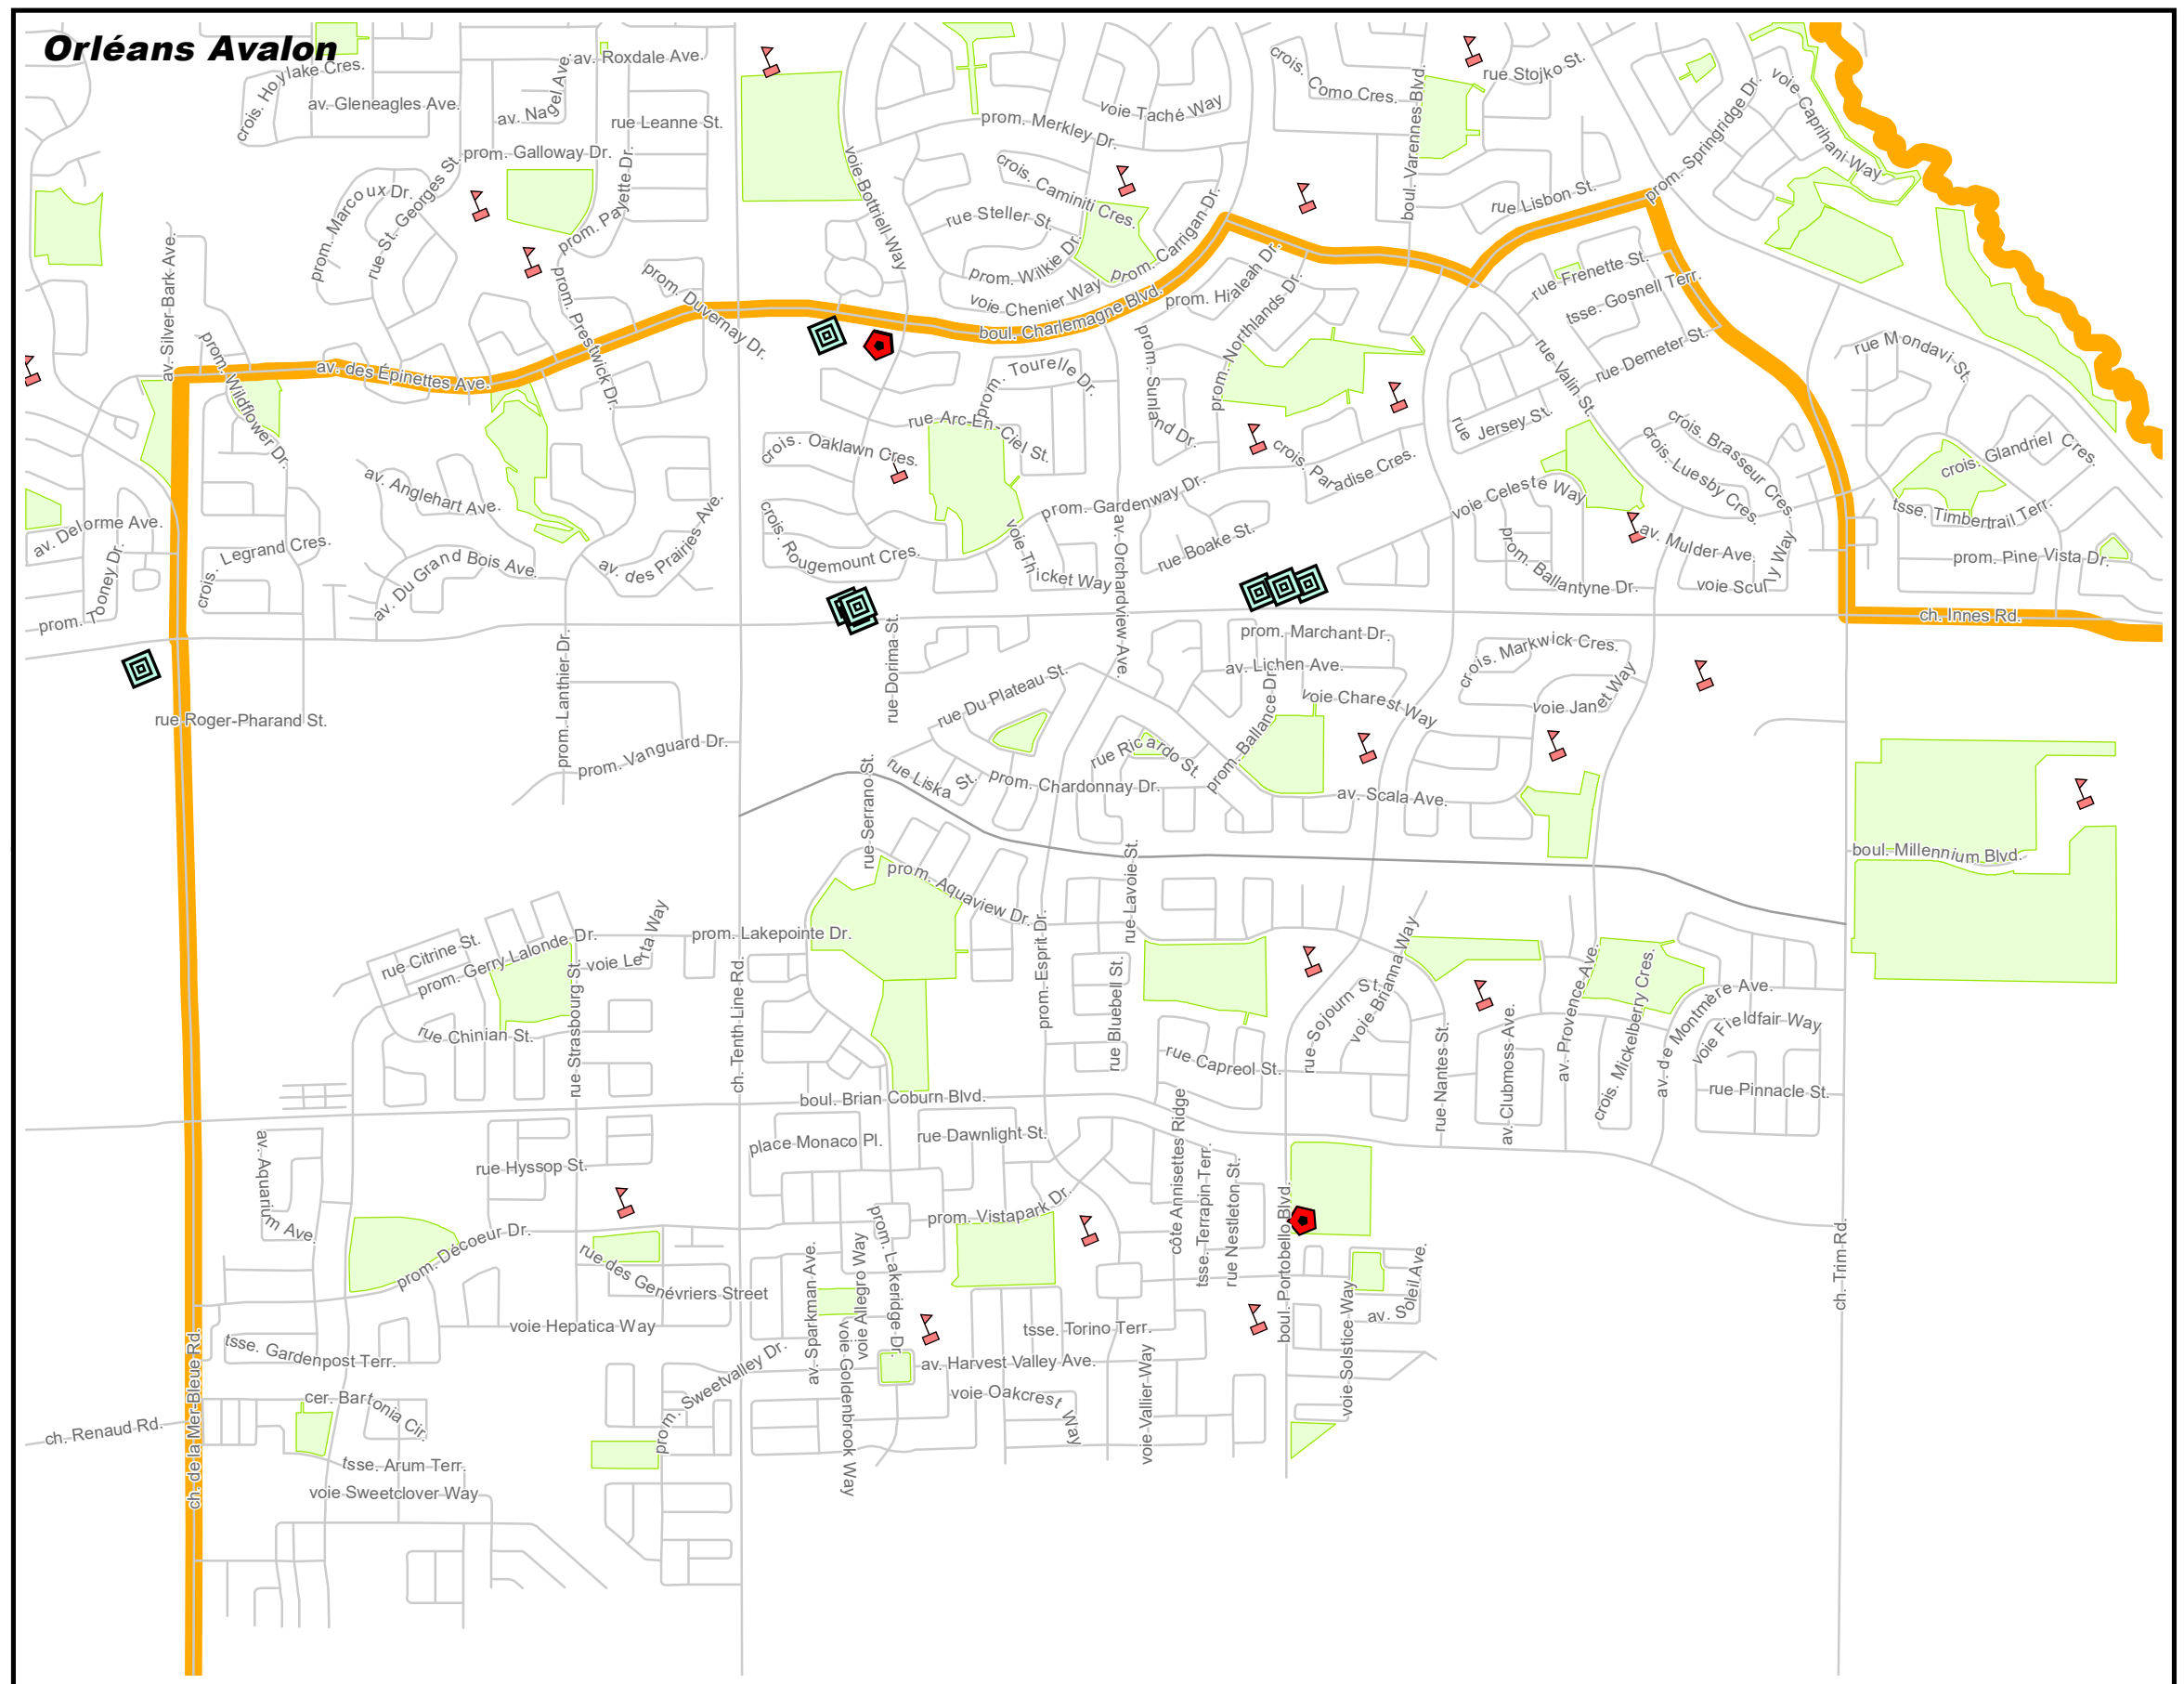 Orléans Avalon
crois. Hoylake Cres.
av. Roxdale Ave.
av. Gleneagles Ave.
av. Nagel Ave.
rue Leanne St.
prom. Galloway Dr.
prom. Marcoux Dr.
rue St. Georges St.
prom. Payette Dr.
voie Bottriell Way
prom. Merkley Dr.
voie Taché Way
crois. Como Cres.
boul. Varennes Blvd.
rue Stojko St.
prom. Springridge Dr.
voie Caprihani Way
crois. Caminiti Cres.
rue Steller St.
prom. Wilkie Dr.
prom. Carrigan Dr.
rue Lisbon St.
voie Chenier Way
boul. Charlemagne Blvd.
prom. Hialeah Dr.
prom. Northlands Dr.
rue Frenette St.
tsse. Gosnell Terr.
rue Demeter St.
rue Valin St.
rue Mondavi St.
av. Silver-Bark Ave.
prom. Wildflower Dr.
av. des Épinettes Ave.
prom. Prestwick Dr.
prom. Duvernay Dr.
prom. Tourelle Dr.
prom. Sunland Dr.
rue Arc-En-Ciel St.
crois. Oaklawn Cres.
crois. Paradise Cres.
rue Jersey St.
crois. Brasseur Cres.
crois. Luesby Cres.
crois. Glandriel Cres.
av. Anglehart Ave.
av. Delorme Ave.
prom. Tooney Dr.
crois. Legrand Cres.
av. Du Grand Bois Ave.
av. des Prairies Ave.
crois. Rougemount Cres.
voie Thicket Way
prom. Gardenway Dr.
av. Orchardview Ave.
rue Boake St.
voie Celeste Way
prom. Ballantyne Dr.
av. Mulder Ave.
voie Scully Way
tsse. Timbertrail Terr.
prom. Pine Vista Dr.
ch. Innes Rd.
rue Roger-Pharand St.
prom. Lanthier Dr.
prom. Vanguard Dr.
rue Dorima St.
rue Du Plateau St.
prom. Marchant Dr.
av. Lichen Ave.
voie Charest Way
crois. Markwick Cres.
voie Janet Way
prom. Ballance Dr.
rue Ricardo St.
rue Serrano St.
rue Liska St.
prom. Chardonnay Dr.
av. Scala Ave.
boul. Millennium Blvd.
prom. Aquaview Dr.
rue Lavoie St.
rue Citrine St.
prom. Gerry Lalonde Dr.
voie Lerta Way
prom. Lakepointe Dr.
rue Chinian St.
rue Strasbourg St.
ch. Tenth Line Rd.
prom. Esprit Dr.
rue Bluebell St.
rue Capreol St.
rue Sojourn St.
voie Brianna Way
rue Nantes St.
av. Clubmoss Ave.
av. Provence Ave.
crois. Mickelberry Cres.
av. de Montmère Ave.
voie Fieldfair Way
rue Pinnacle St.
boul. Brian Coburn Blvd.
place Monaco Pl.
rue Dawnlight St.
av. Aquarium Ave.
rue Hyssop St.
prom. Décoeur Dr.
rue des Genévriers Street
voie Hepatica Way
prom. Vistapark Dr.
côte Annisettes Ridge
tsse. Terrapin Terr.
rue Nestleton St.
boul. Portobello Blvd.
voie Solstice Way
av. Soleil Ave.
ch. Trim Rd.
av. Sparkman Ave.
voie Allegro Way
prom. Lakeridge Dr.
voie Goldenbrook Way
tsse. Torino Terr.
av. Harvest Valley Ave.
voie Oakcrest Way
voie Vallier Way
prom. Sweetvalley Dr.
tsse. Gardenpost Terr.
cer. Bartonia Cir.
ch. Renaud Rd.
ch. de la Mer-Bleue Rd.
tsse. Arum Terr.
voie Sweetclover Way